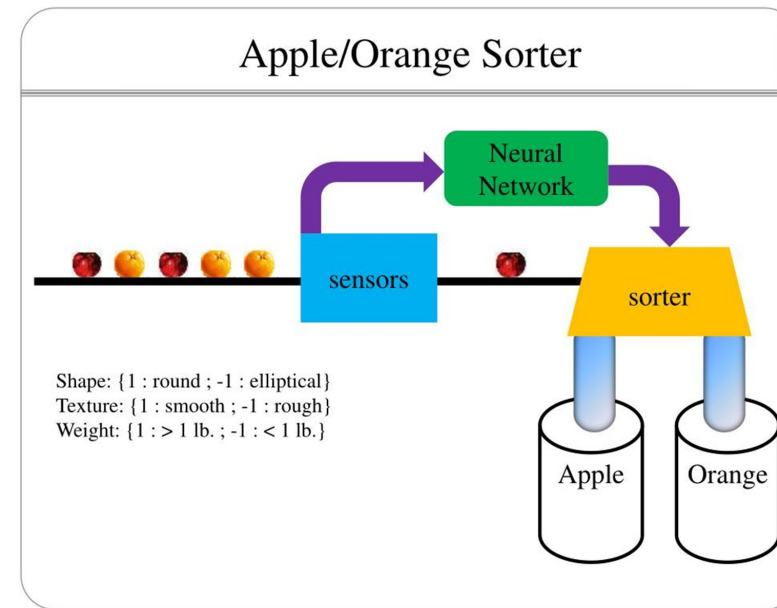 Apple/Orange Sorter
Neural
Network
sensors
sorter
Shape: {1 : round ; -1 : elliptical}
Texture: {1 : smooth ; -1 : rough}
Weight: {1 : > 1 lb. ; -1 : < 1 lb.}
Apple
Orange